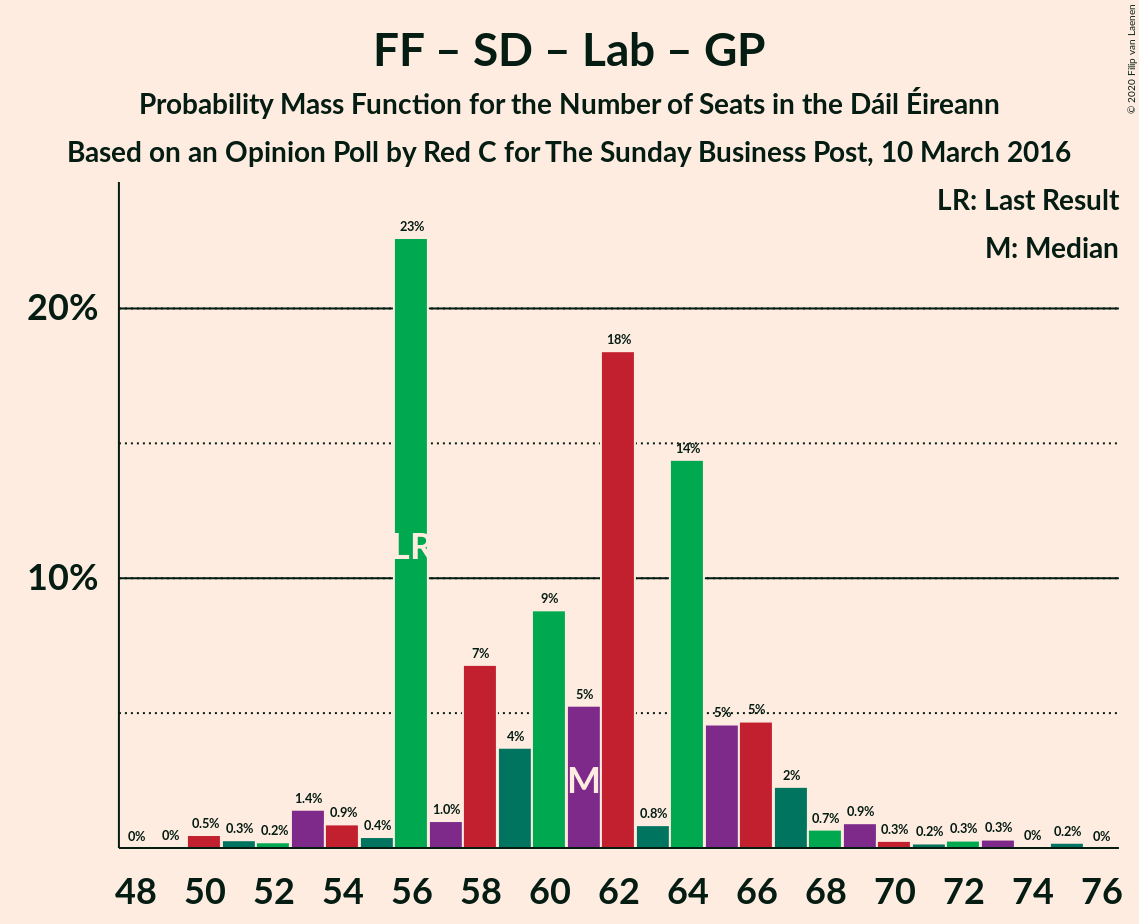 FF – SD – Lab – GP
Probability Mass Function for the Number of Seats in the Dáil Éireann
Based on an Opinion Poll by Red C for The Sunday Business Post, 10 March 2016
© 2020 Filip van Laenen
LR: Last Result
M: Median
20%
10%
0% 0% 0.5% 0.3% 0.2% 1.4% 0.9% 0.4% 23% 1.0% 7% 4% 9% 5% 18% 0.8% 14% 5% 5% 2% 0.7% 0.9% 0.3% 0.2% 0.3% 0.3% 0% 0.2% 0%
LR
M
48 50 52 54 56 58 60 62 64 66 68 70 72 74 76